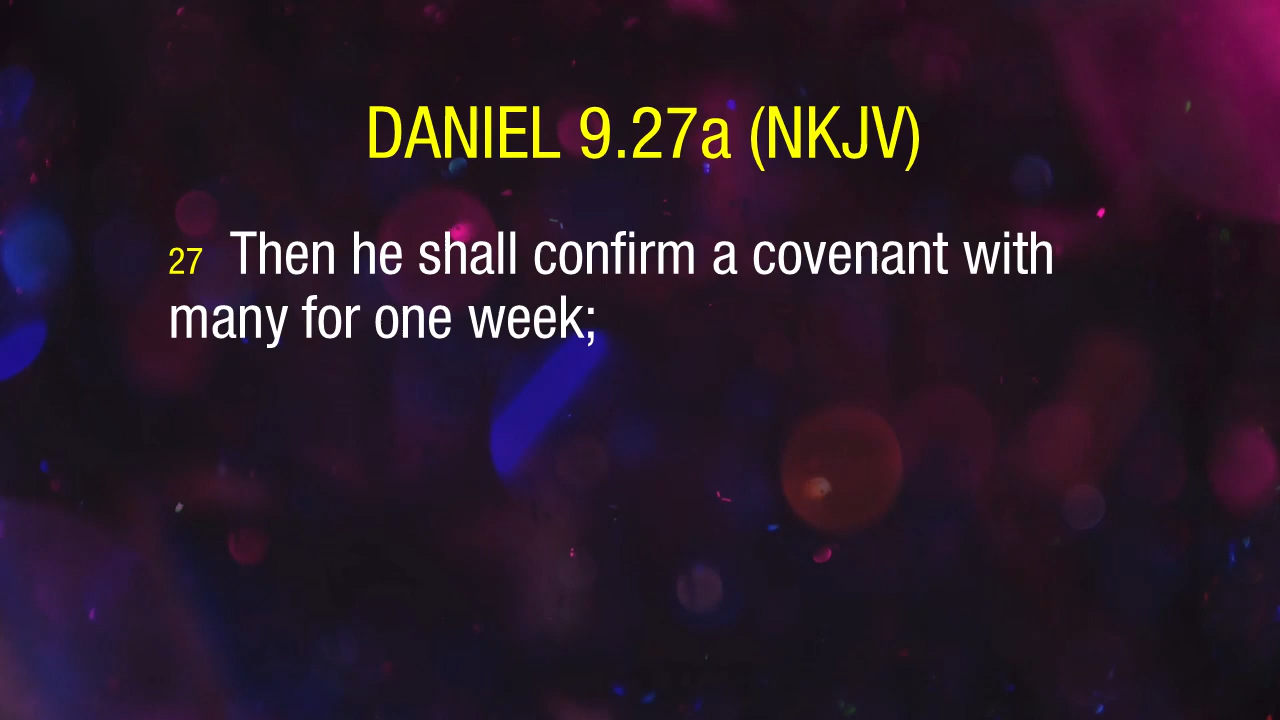 DANIEL 9.27a (NKJV)
27 Then he shall confirm a covenant with
many for one week;